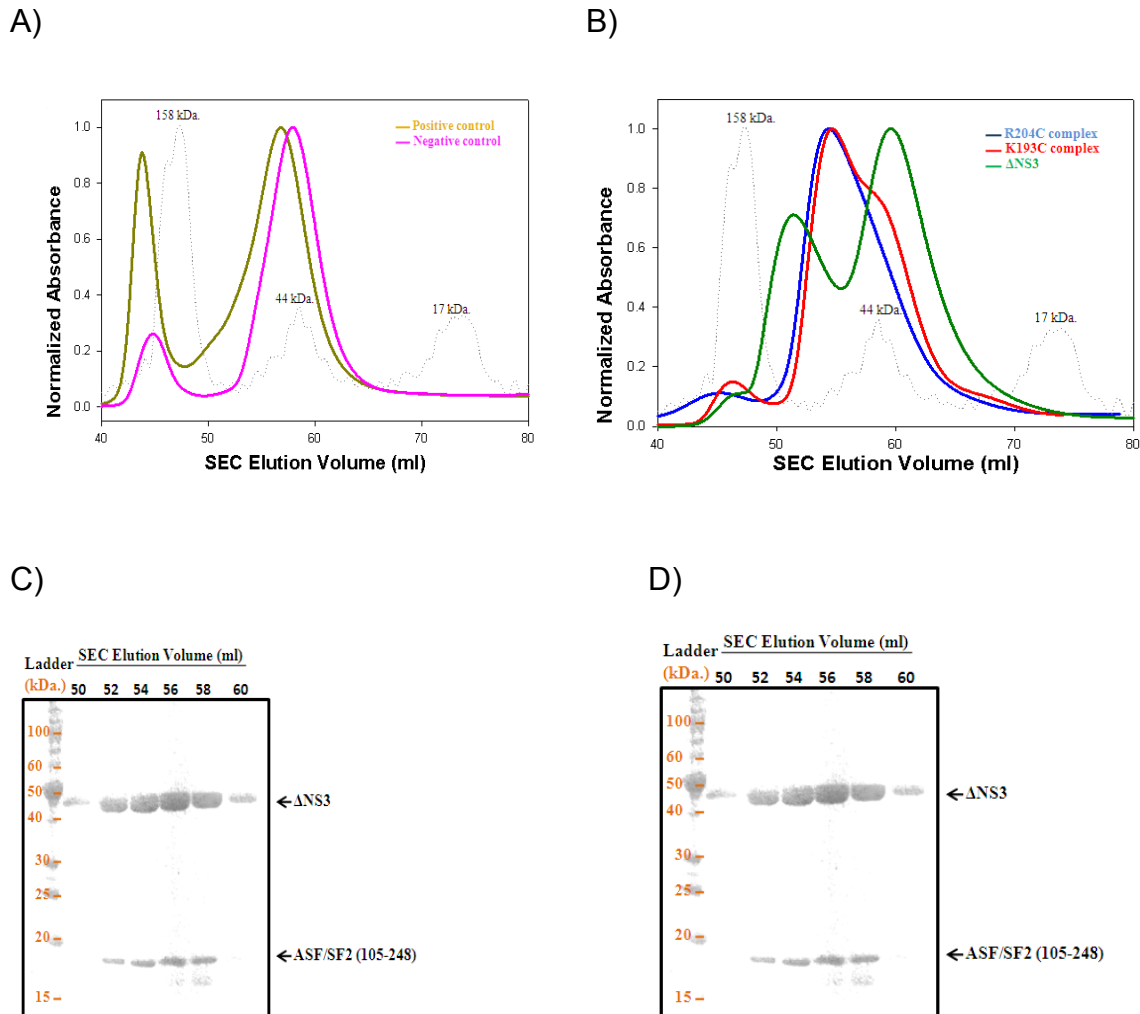 A)
B)
Normalized Absorbance
1.0
0.8
0.6
0.4
0.2
0.0
158 kDa.
44 kDa.
17 kDa.
Positive control
Negative control
40 50 60 70 80
SEC Elution Volume (ml)
Normalized Absorbance
1.0
0.8
0.6
0.4
0.2
0.0
158 kDa.
44 kDa.
17 kDa.
R204C complex
K193C complex
ΔNS3
40 50 60 70 80
SEC Elution Volume (ml)
C)
D)
Ladder SEC Elution Volume (ml)
(kDa.) 50 52 54 56 58 60
100
60
50
40
30
25
20
15
←ΔNS3
←ASF/SF2 (105-248)
Ladder SEC Elution Volume (ml)
(kDa.) 50 52 54 56 58 60
100
60
50
40
30
25
20
15
←ΔNS3
←ASF/SF2 (105-248)